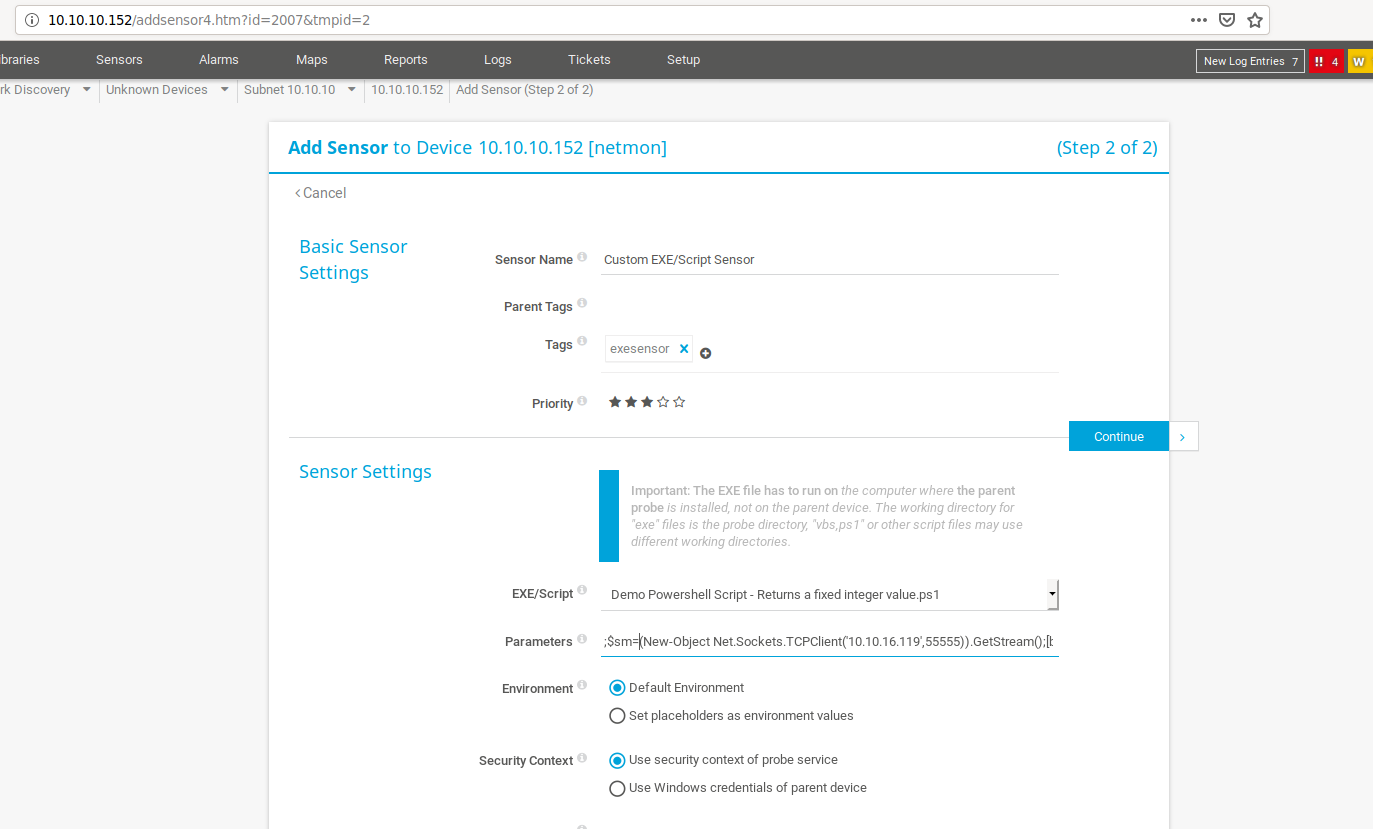 10.10.10.152/addsensor4.htm?id=2007&tmpid=2
ibraries Sensors Alarms Maps Reports Logs Tickets Setup New Log Entries 7 !! 4 W
rk Discovery Unknown Devices Subnet 10.10.10 10.10.10.152 Add Sensor (Step 2 of 2)
Add Sensor to Device 10.10.10.152 [netmon] (Step 2 of 2)
Cancel
Basic Sensor
Settings
Sensor Name Custom EXE/Script Sensor
Parent Tags
Tags exesensor
Priority
Continue
Sensor Settings
Important: The EXE file has to run on the computer where the parent
probe is installed, not on the parent device. The working directory for
"exe" files is the probe directory, "vbs,ps1" or other script files may use
different working directories.
EXE/Script Demo Powershell Script - Returns a fixed integer value.ps1
Parameters ;$sm=(New-Object Net.Sockets.TCPClient('10.10.16.119',55555)).GetStream();[
Environment Default Environment
Set placeholders as environment values
Security Context Use security context of probe service
Use Windows credentials of parent device